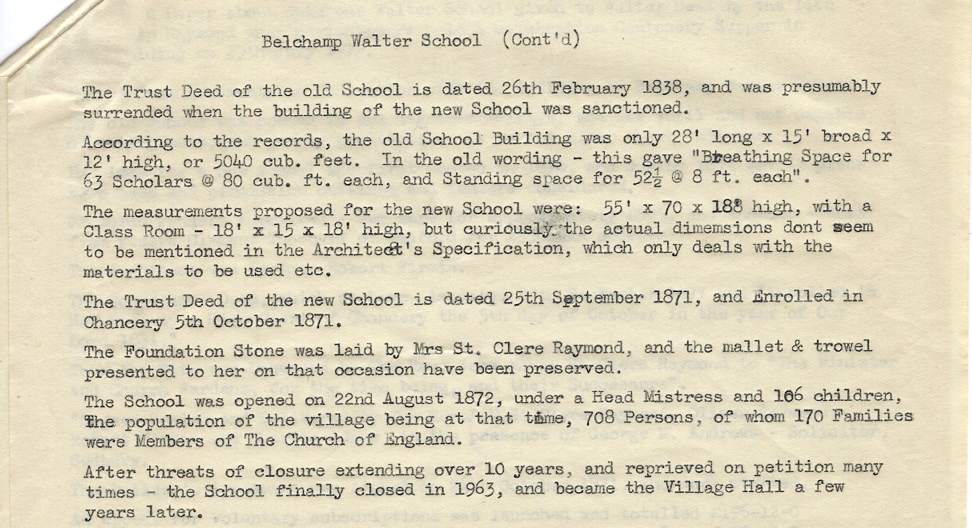 Belchamp Walter School (Cont'd)
The Trust Deed of the old School is dated 26th February 1838, and was presumably
surrended when the building of the new School was sanctioned.
According to the records, the old School Building was only 28' long x 15' broad x
12' high, or 5040 cub. feet. In the old wording - this gave "Breathing Space for
63 Scholars @ 80 cub. ft. each, and Standing space for 52½ @ 8 ft. each".
The measurements proposed for the new School were: 55' x 70 x 188 high, with a
Class Room - 18' x 15 x 18' high, but curiously, the actual dimemsions dont seem
to be mentioned in the Architect's Specification, which only deals with the
materials to be used etc.
The Trust Deed of the new School is dated 25th September 1871, and Enrolled in
Chancery 5th October 1871.
The Foundation Stone was laid by Mrs St. Clere Raymond, and the mallet & trowel
presented to her on that occasion have been preserved.
The School was opened on 22nd August 1872, under a Head Mistress and 106 children,
the population of the village being at that time, 708 Persons, of whom 170 Families
were Members of The Church of England.
After threats of closure extending over 10 years, and reprieved on petition many
times - the School finally closed in 1963, and became the Village Hall a few
years later.